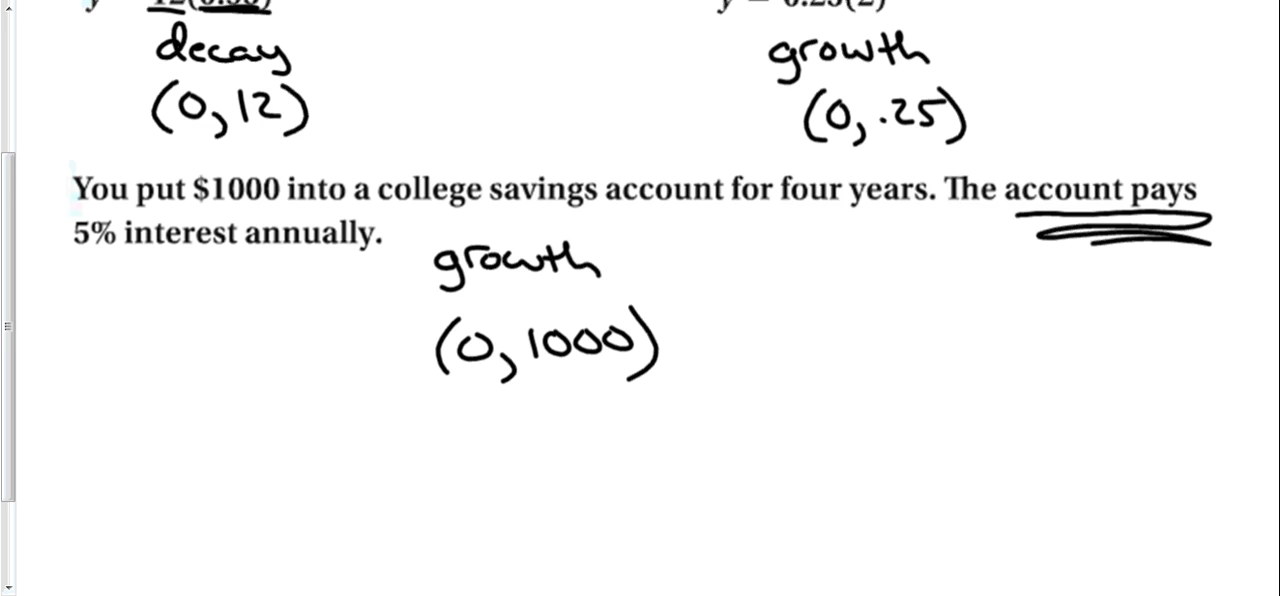 decay growth
(0, 12) (0, .25)
You put $1000 into a college savings account for four years. The account pays
5% interest annually.
growth
(0, 1000)